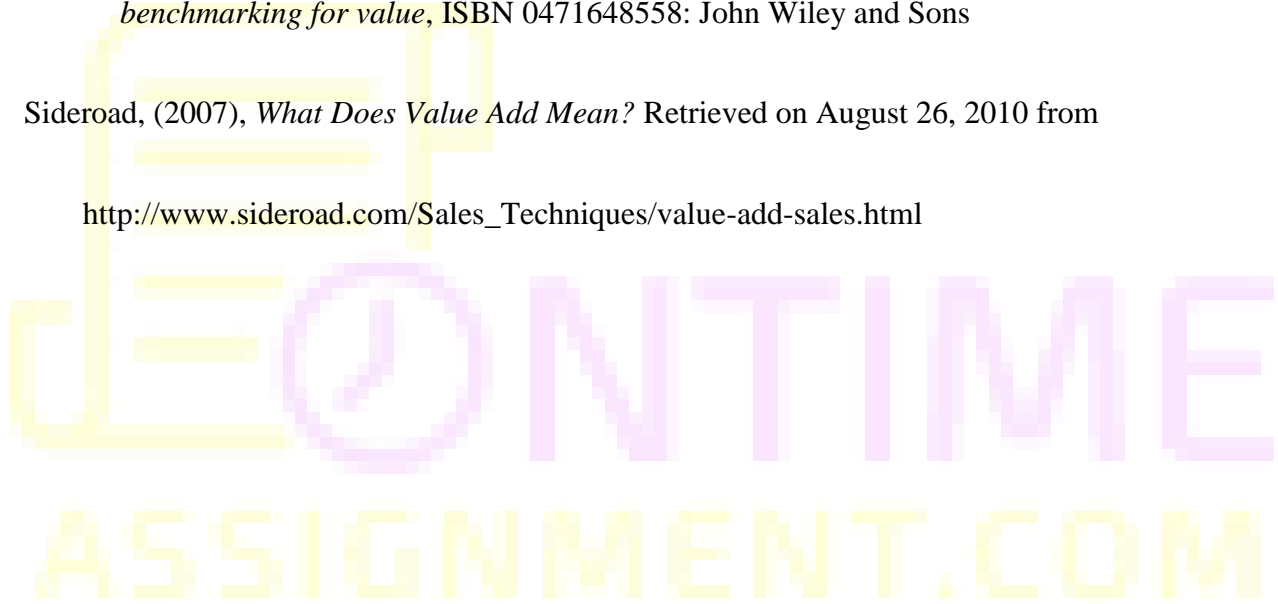 benchmarking for value, ISBN 0471648558: John Wiley and Sons
Sideroad, (2007), What Does Value Add Mean? Retrieved on August 26, 2010 from
http://www.sideroad.com/Sales_Techniques/value-add-sales.html
ONTIME
ASSIGNMENT.COM